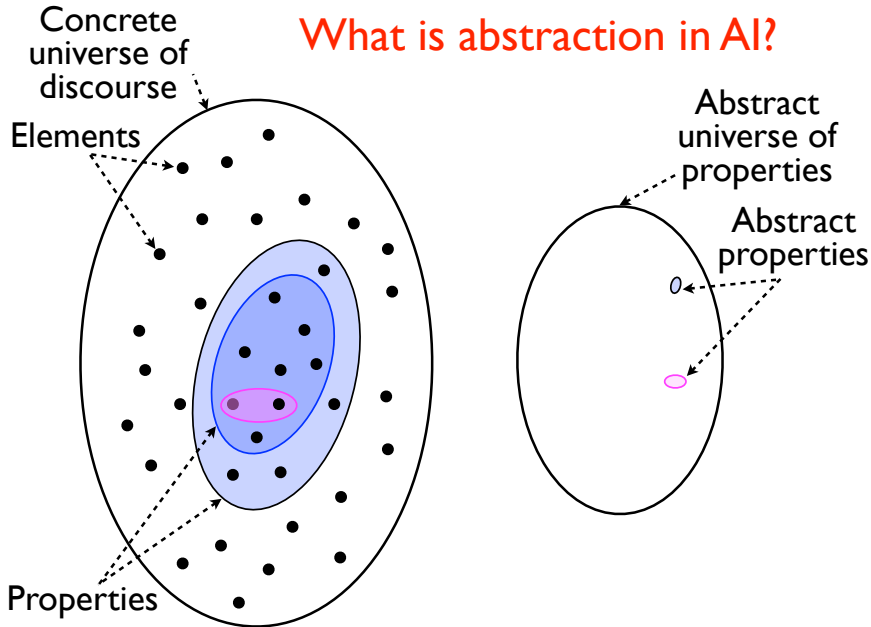 What is abstraction in AI?
Concrete
universe of
discourse
Elements
Properties
Abstract
universe of
properties
Abstract
properties